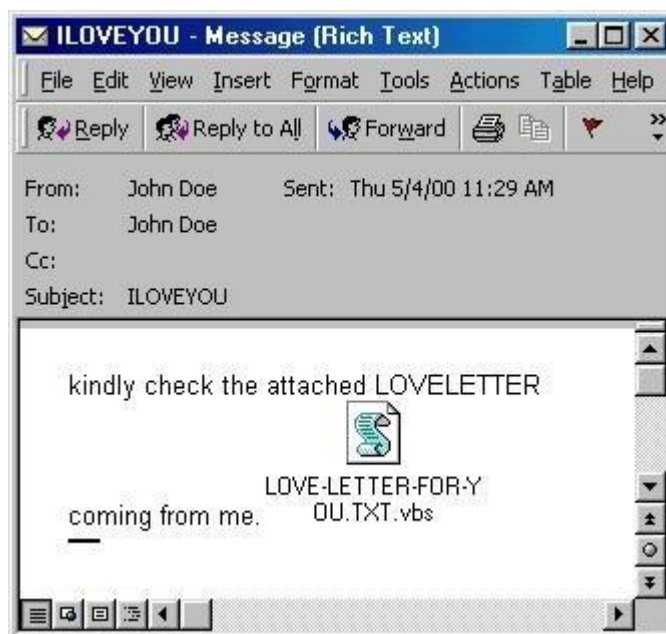 ILOVEYOU - Message (Rich Text)
File Edit View Insert Format Tools Actions Table Help
Reply Reply to All Forward
From: John Doe Sent: Thu 5/4/00 11:29 AM
To: John Doe
Cc:
Subject: ILOVEYOU
kindly check the attached LOVELETTER
LOVE-LETTER-FOR-Y
OU.TXT.vbs
coming from me.